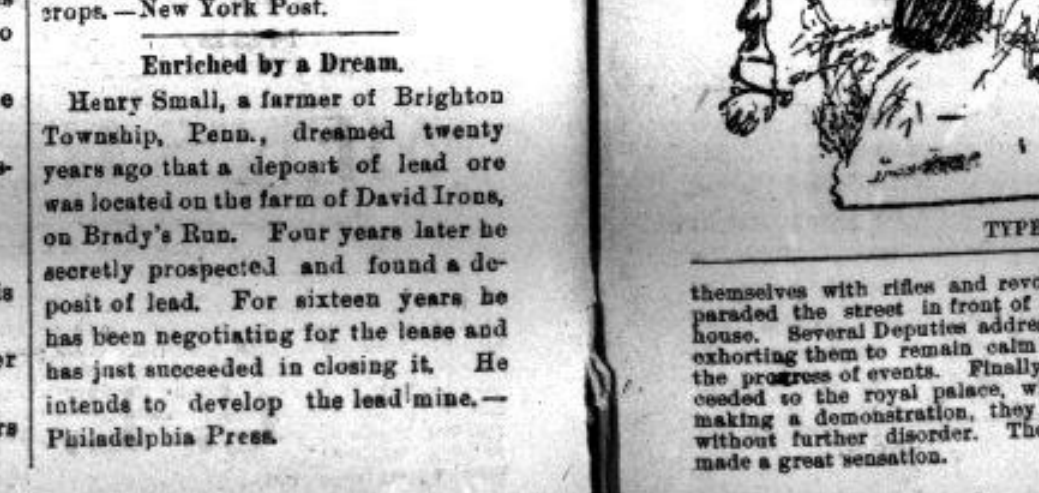 crops.—New York Post.
Enriched by a Dream.
Henry Small, a farmer of Brighton
Township, Penn., dreamed twenty
years ago that a deposit of lead ore
was located on the farm of David Irons,
on Brady's Run. Four years later he
secretly prospected and found a de-
posit of lead. For sixteen years he
has been negotiating for the lease and
has just succeeded in closing it. He
intends to develop the lead mine.—
Philadelphia Press.
TYPE
themselves with rifles and revo
paraded the street in front of
house. Several Deputies addre
exhorting them to remain calm
the progress of events. Finally
ceeded to the royal palace, w
making a demonstration, they
without further disorder. The
made a great sensation.